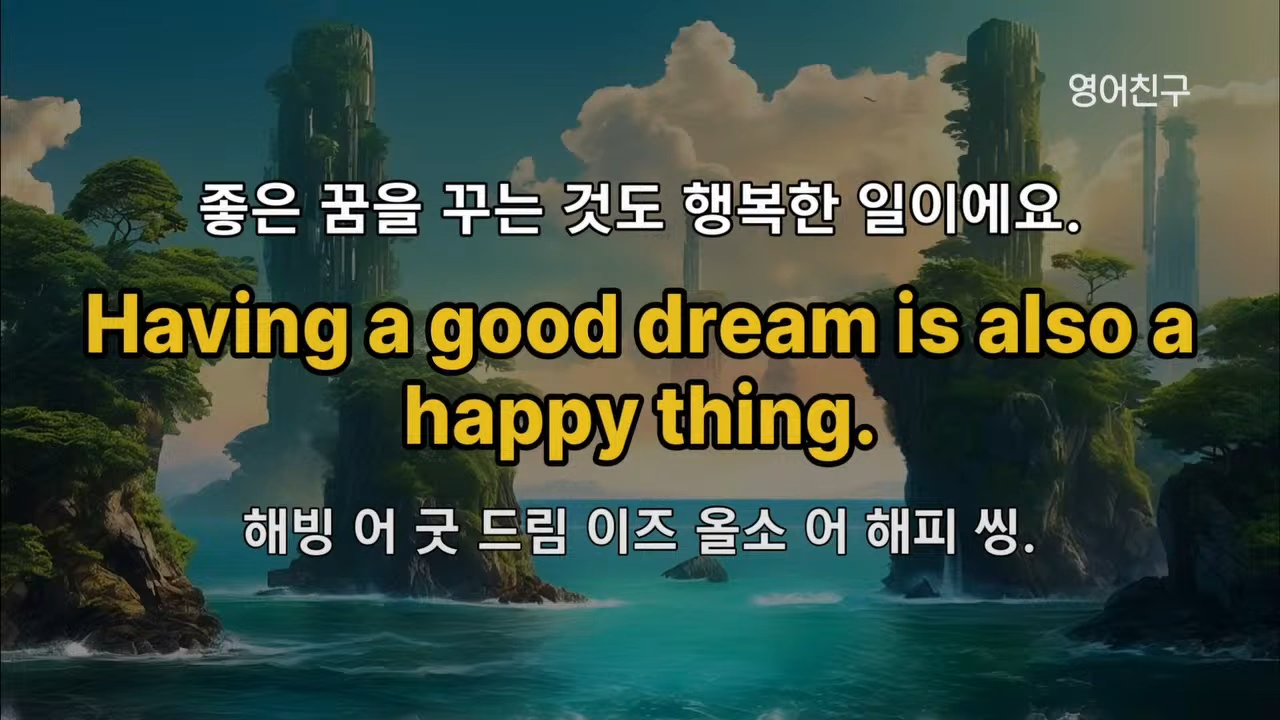 영어친구
좋은 꿈을 꾸는 것도 행복한 일이에요.
Having a good dream is also a
happy thing.
해빙 어 굿 드림 이즈 올소 어 해피 씽.